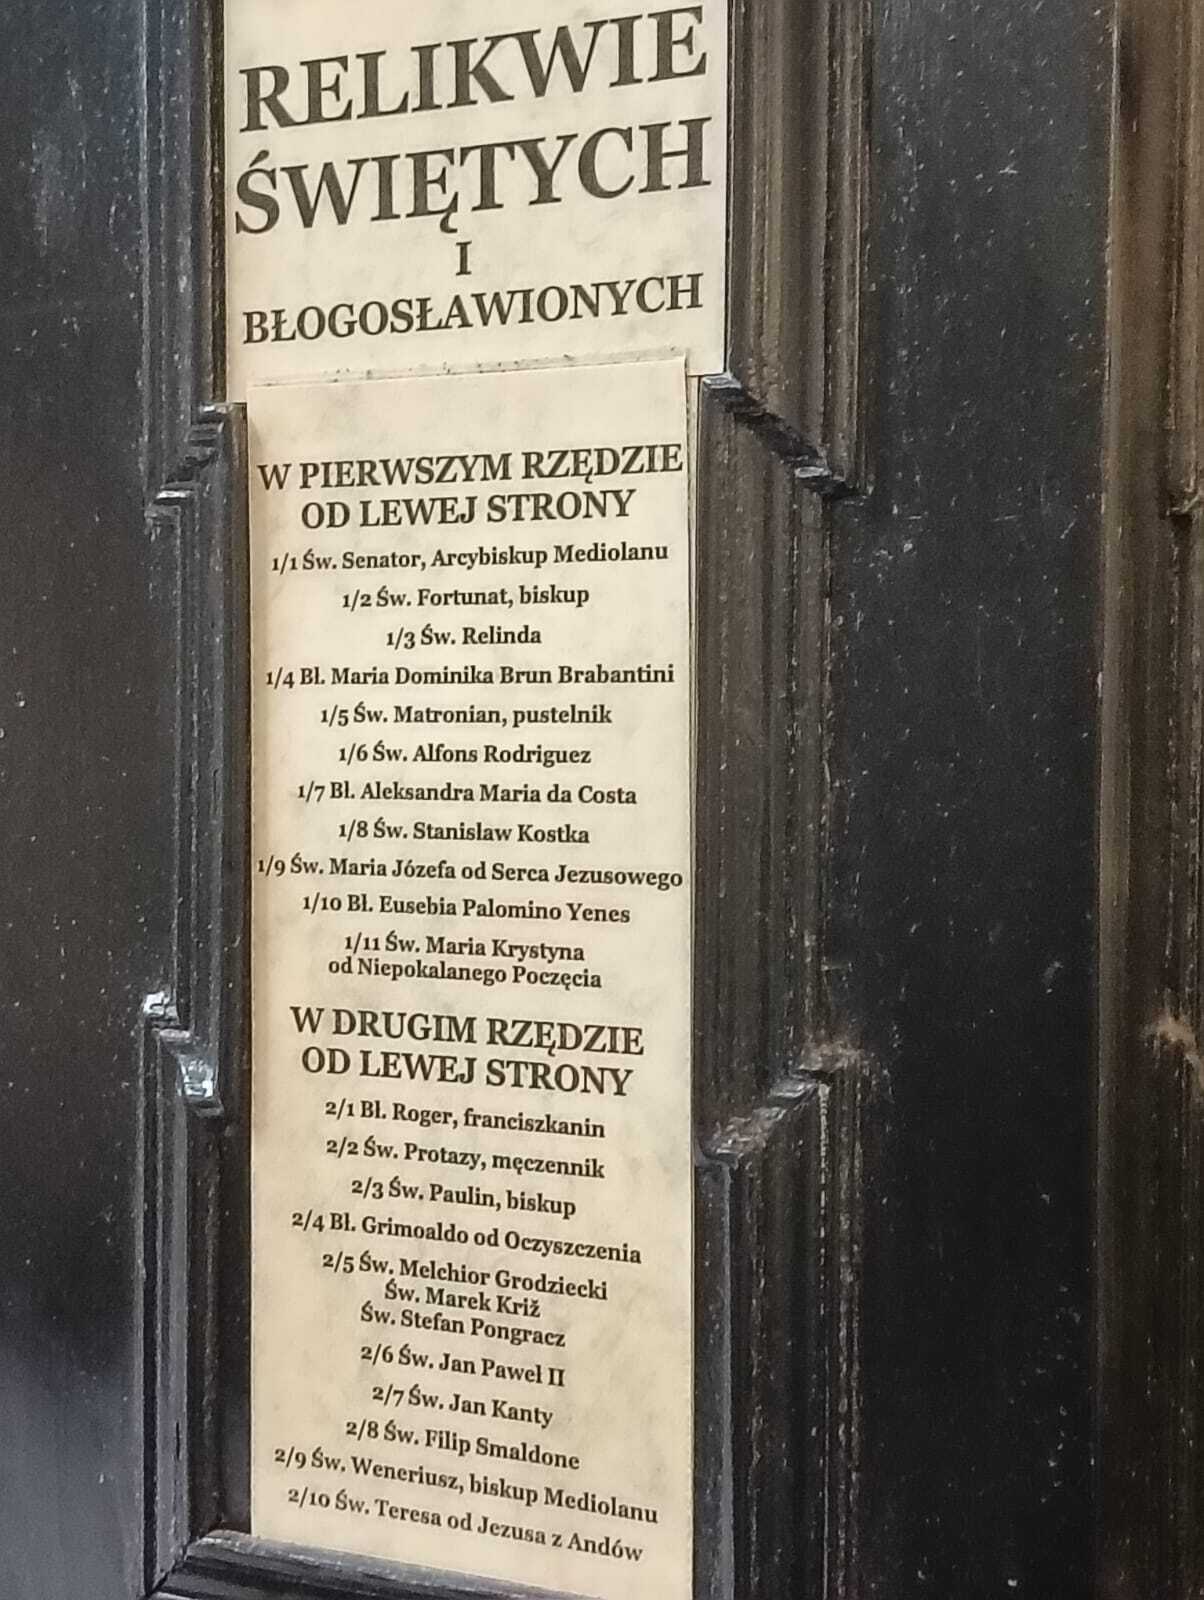 RELIKWIE
ŚWIĘTYCH
I
BŁOGOSŁAWIONYCH
W PIERWSZYM RZĘDZIE
OD LEWEJ STRONY
1/1 Św. Senator, Arcybiskup Mediolanu
1/2 Św. Fortunat, biskup
1/3 Św. Relinda
1/4 Bł. Maria Dominika Brun Brabantini
1/5 Św. Matronian, pustelnik
1/6 Św. Alfons Rodriguez
1/7 Bł. Aleksandra Maria da Costa
1/8 Św. Stanisław Kostka
1/9 Św. Maria Józefa od Serca Jezusowego
1/10 Bł. Eusebia Palomino Yenes
1/11 Św. Maria Krystyna
od Niepokalanego Poczęcia
W DRUGIM RZĘDZIE
OD LEWEJ STRONY
2/1 Bł. Roger, franciszkanin
2/2 Św. Protazy, męczennik
2/3 Św. Paulin, biskup
2/4 Bł. Grimoaldo od Oczyszczenia
2/5 Św. Melchior Grodziecki
Św. Marek Križ
Św. Stefan Pongracz
2/6 Św. Jan Paweł II
2/7 Św. Jan Kanty
2/8 Św. Filip Smaldone
2/9 Św. Weneriusz, biskup Mediolanu
2/10 Św. Teresa od Jezusa z Andów